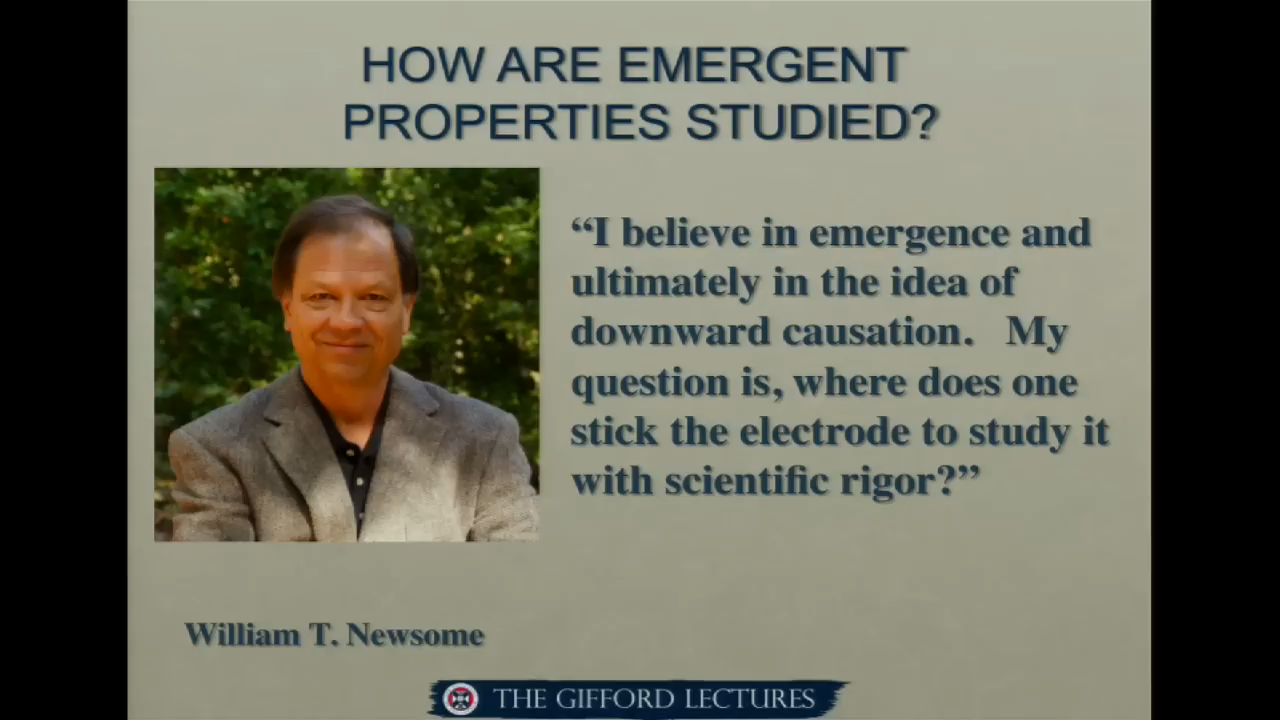 HOW ARE EMERGENT
PROPERTIES STUDIED?
“I believe in emergence and
ultimately in the idea of
downward causation.   My
question is, where does one
stick the electrode to study it
with scientific rigor?”
William T. Newsome
THE GIFFORD LECTURES